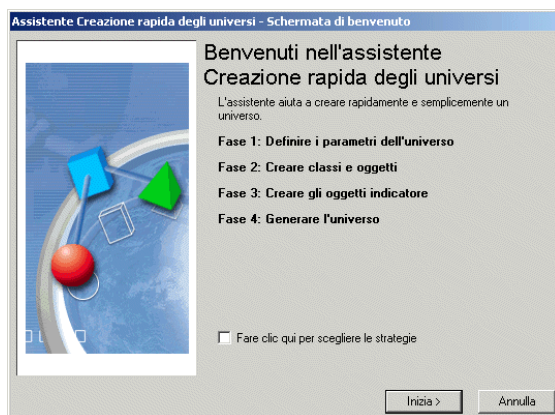 Assistente Creazione rapida degli universi - Schermata di benvenuto
Benvenuti nell'assistente
Creazione rapida degli universi
L'assistente aiuta a creare rapidamente e semplicemente un
universo.
Fase 1: Definire i parametri dell'universo
Fase 2: Creare classi e oggetti
Fase 3: Creare gli oggetti indicatore
Fase 4: Generare l'universo
Fare clic qui per scegliere le strategie
Inizia >
Annulla